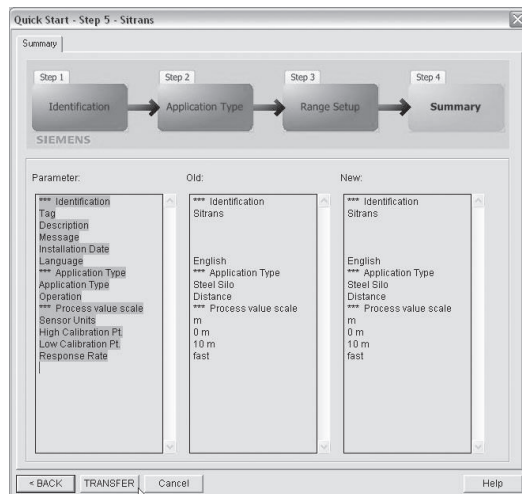 Quick Start - Step 5 - Sitrans
Summary
Step 1
Step 2
Step 3
Step 4
Identification
Application Type
Range Setup
Summary
SIEMENS
Parameter:
Old:
New:
*** Identification
Tag
Description
Message
Installation Date
Language
*** Application Type
Application Type
Operation
*** Process value scale
Sensor Units
High Calibration Pt.
Low Calibration Pt.
Response Rate
*** Identification
Sitrans
English
*** Application Type
Steel Silo
Distance
*** Process value scale
m
0 m
10 m
fast
*** Identification
Sitrans
English
*** Application Type
Steel Silo
Distance
*** Process value scale
m
0 m
10 m
fast
< BACK
TRANSFER
Cancel
Help